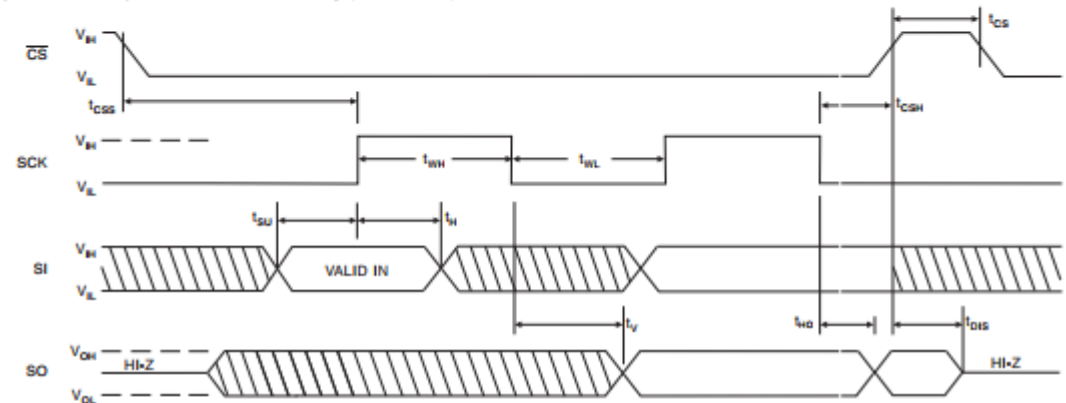 t_CS
V_IH
CS
V_IL
t_CSS
t_CSH
V_IH
SCK
t_WH
t_WL
V_IL
t_SU
t_H
V_IH
SI
VALID IN
V_IL
t_V
t_HO
t_DIS
V_OH
HI-Z
HI-Z
SO
V_OL